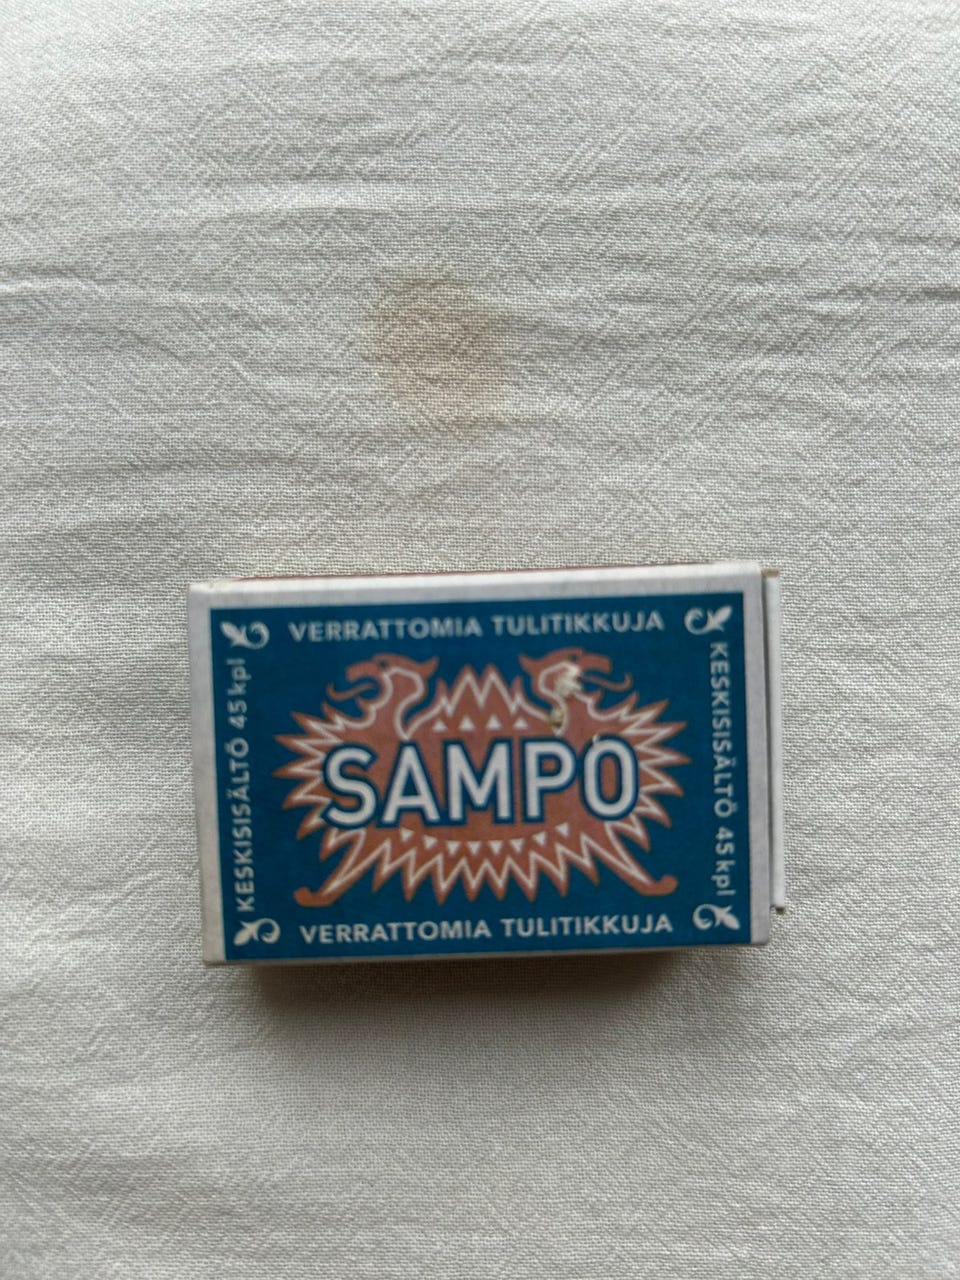 VERRATTOMIA TULITIKKUJA
KESKISISÄLTÖ 45 kpl
SAMPO
KESKISISÄLTÖ 45 kpl
VERRATTOMIA TULITIKKUJA